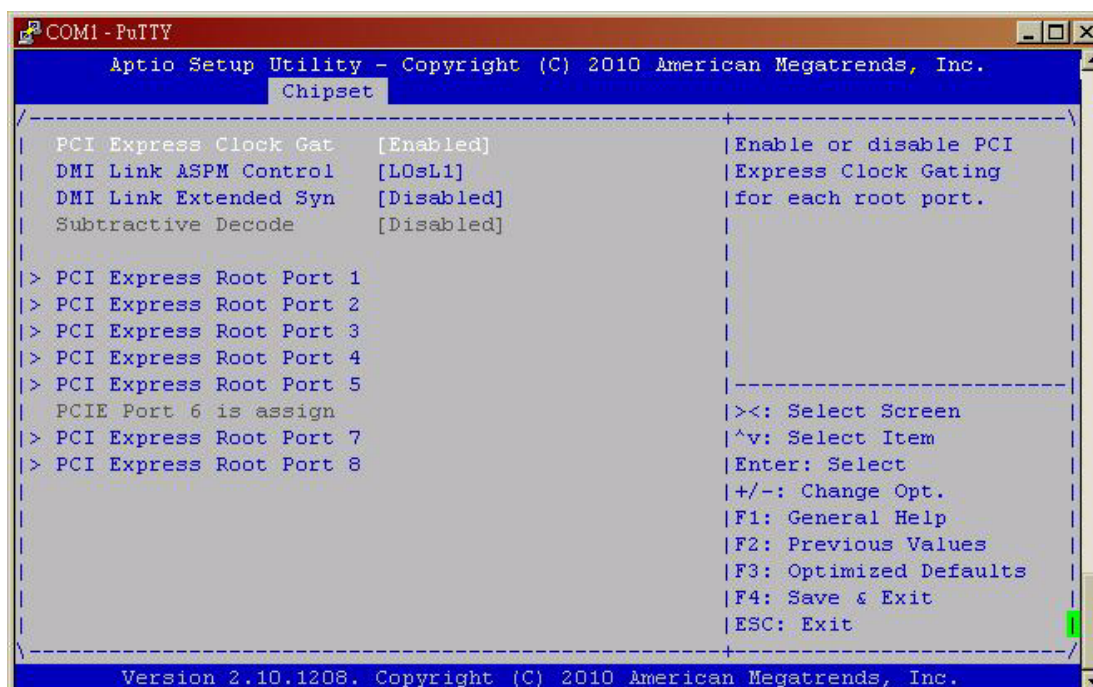 COM1 - PuTTY
Aptio Setup Utility - Copyright (C) 2010 American Megatrends, Inc.
Chipset
/----------------------------------------------------+-------------------------\
| PCI Express Clock Gat [Enabled] |Enable or disable PCI |
| DMI Link ASPM Control [L0sL1] |Express Clock Gating |
| DMI Link Extended Syn [Disabled] |for each root port. |
| Subtractive Decode [Disabled] | |
| | |
|> PCI Express Root Port 1 | |
|> PCI Express Root Port 2 | |
|> PCI Express Root Port 3 | |
|> PCI Express Root Port 4 | |
|> PCI Express Root Port 5 |-------------------------|
| PCIE Port 6 is assign |><: Select Screen |
|> PCI Express Root Port 7 |^v: Select Item |
|> PCI Express Root Port 8 |Enter: Select |
| |+/-: Change Opt. |
| |F1: General Help |
| |F2: Previous Values |
| |F3: Optimized Defaults |
| |F4: Save & Exit |
| |ESC: Exit |
\----------------------------------------------------+-------------------------/
Version 2.10.1208. Copyright (C) 2010 American Megatrends, Inc.